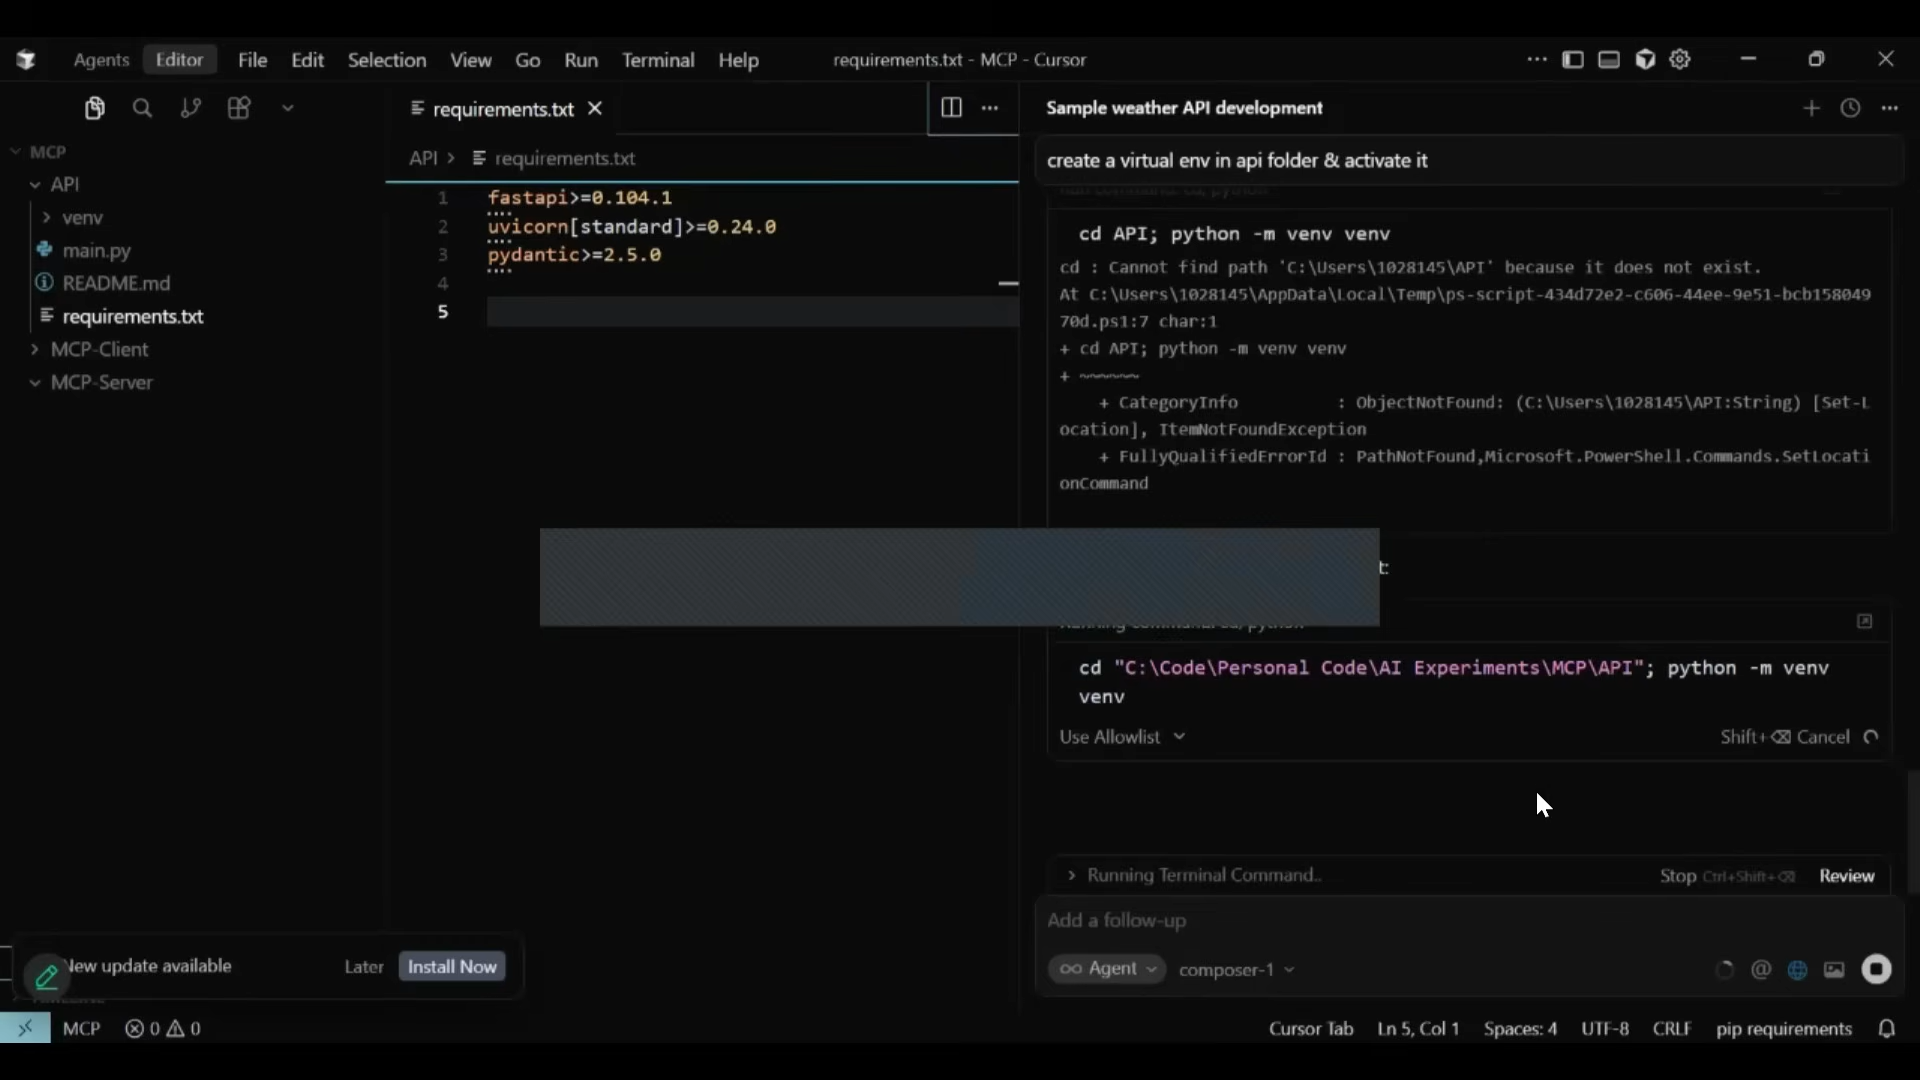 Agents Editor File Edit Selection View Go Run Terminal Help requirements.txt - MCP - Cursor
requirements.txt
Sample weather API development
MCP
API
venv
main.py
README.md
requirements.txt
MCP-Client
MCP-Server
API > requirements.txt
1 fastapi>=0.104.1
2 uvicorn[standard]>=0.24.0
3 pydantic>=2.5.0
4
5
create a virtual env in api folder & activate it
cd API; python -m venv venv
cd : Cannot find path 'C:\Users\1028145\API' because it does not exist.
At C:\Users\1028145\AppData\Local\Temp\ps-script-434d72e2-c606-44ee-9e51-bcb158049
70d.ps1:7 char:1
+ cd API; python -m venv venv
+ ~~~~~~
+ CategoryInfo : ObjectNotFound: (C:\Users\1028145\API:String) [Set-L
ocation], ItemNotFoundException
+ FullyQualifiedErrorId : PathNotFound,Microsoft.PowerShell.Commands.SetLocati
onCommand
t:
cd "C:\Code\Personal Code\AI Experiments\MCP\API"; python -m venv
venv
Use Allowlist
Shift+⌫ Cancel
Running Terminal Command..
Stop Ctrl+Shift+⌫ Review
Add a follow-up
Agent composer-1
New update available Later Install Now
MCP 0 0
Cursor Tab Ln 5, Col 1 Spaces: 4 UTF-8 CRLF pip requirements